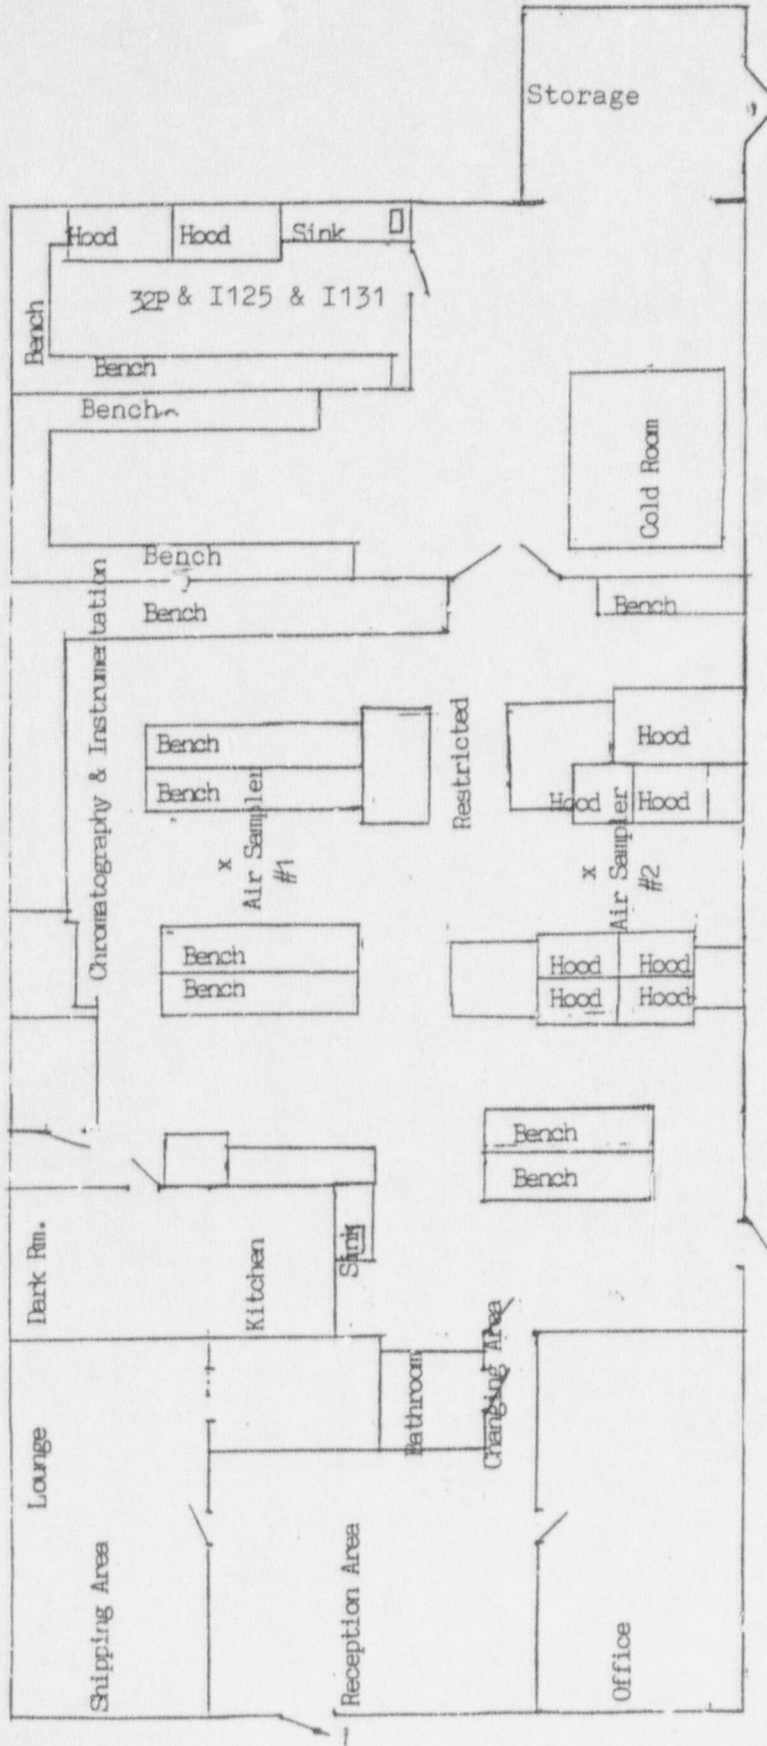 Storage
Hood
Hood
Sink
Bench
32P & I125 & I131
Bench
Bench
Cold Room
Bench
Bench
Bench
Chromatography & Instrumentation
Restricted
Bench
Bench
Hood
Hood
Hood
x
Air Sampler
#1
x
Air Sampler
#2
Bench
Bench
Hood
Hood
Hood
Hood
Bench
Bench
Dark Rm.
Kitchen
Sink
Lounge
Bathroom
Changing Area
Shipping Area
Reception Area
Office